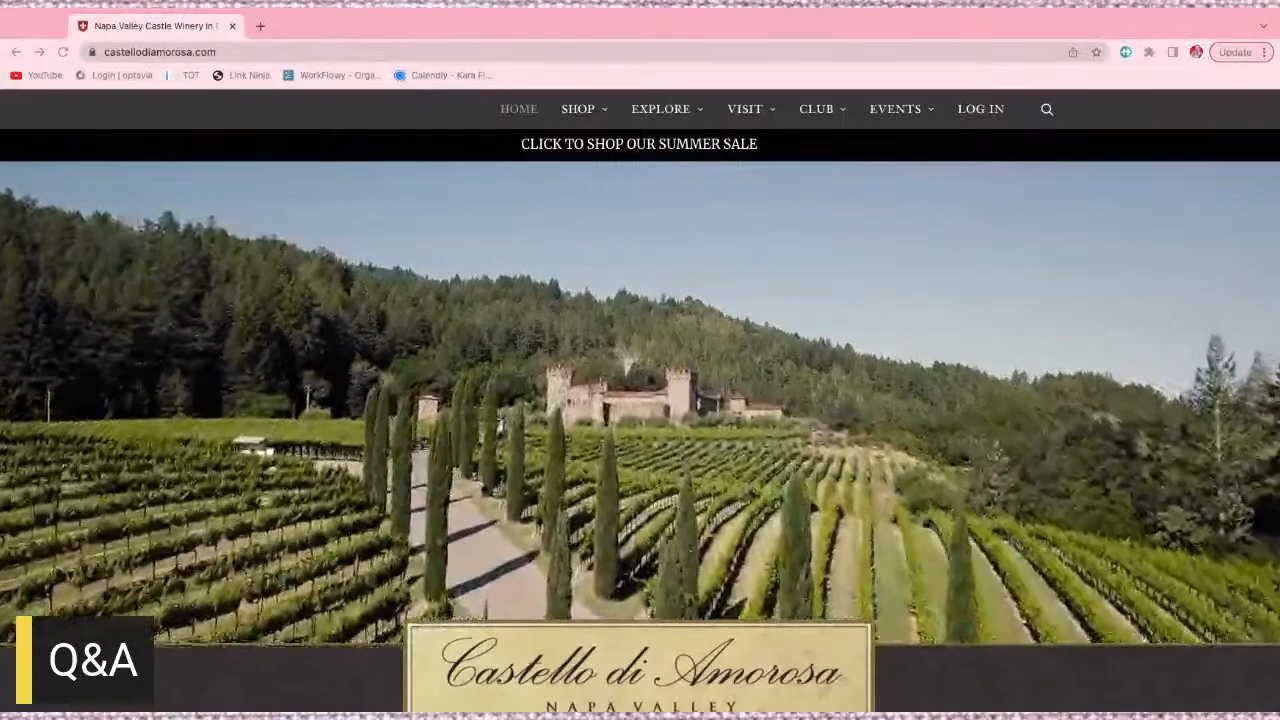 Napa Valley Castle Winery in
castellodiamorosa.com
Update
YouTube
Login | optavia
TOT
Link Ninja
WorkFlowy - Orga...
Calendly - Kara Fi...
HOME SHOP EXPLORE VISIT CLUB EVENTS LOG IN
CLICK TO SHOP OUR SUMMER SALE
Castello di Amorosa
NAPA VALLEY
Q&A